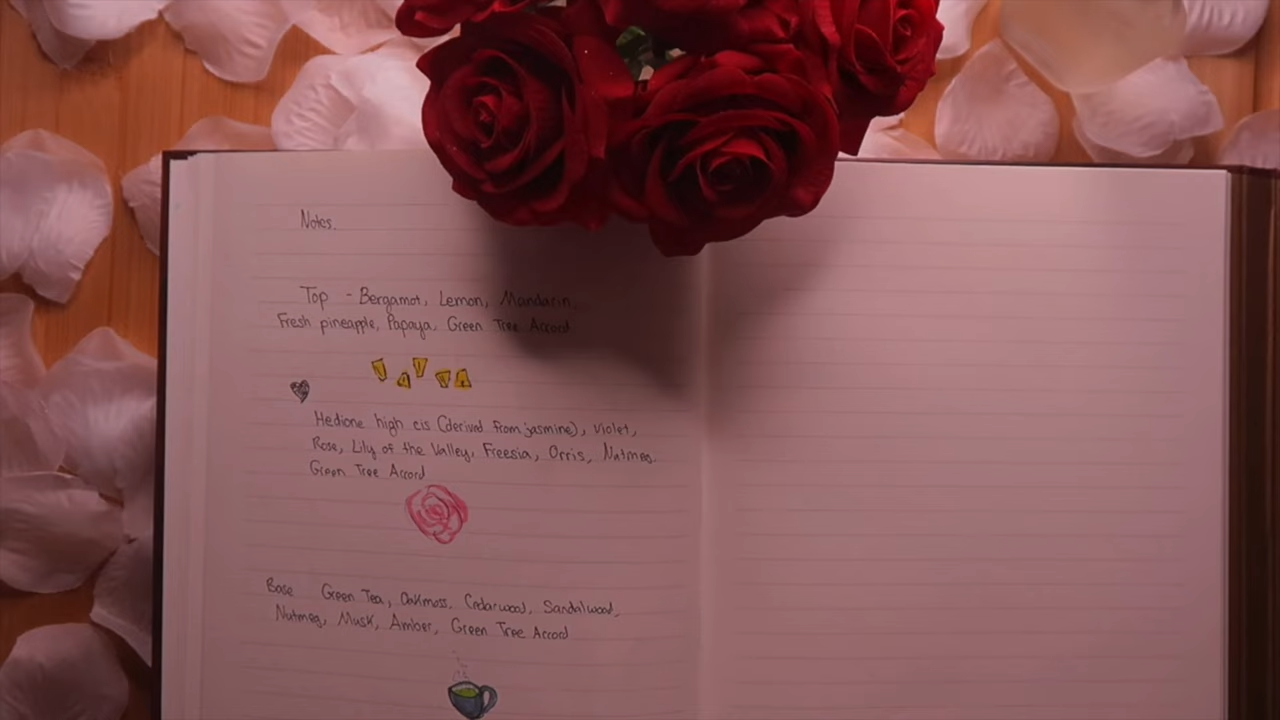 Notes.
Top - Bergamot, Lemon, Mandarin,
Fresh pineapple, Papaya, Green Tree Accord
Hedione high cis (derived from jasmine), violet,
Rose, Lily of the Valley, Freesia, Orris, Nutmeg,
Green Tree Accord
Base Green Tea, Oakmoss, Cedarwood, Sandalwood,
Nutmeg, Musk, Amber, Green Tree Accord